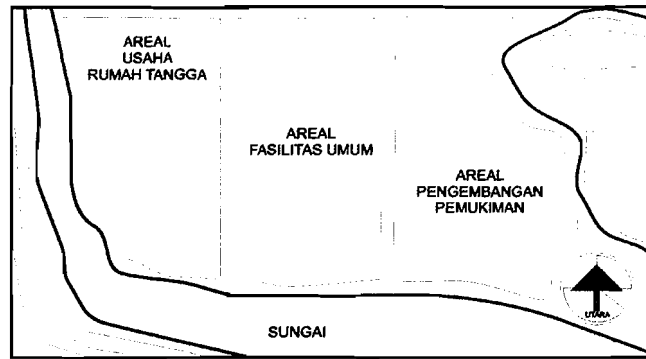 AREAL
USAHA
RUMAH TANGGA
AREAL
FASILITAS UMUM
AREAL
PENGEMBANGAN
PEMUKIMAN
UTARA
SUNGAI